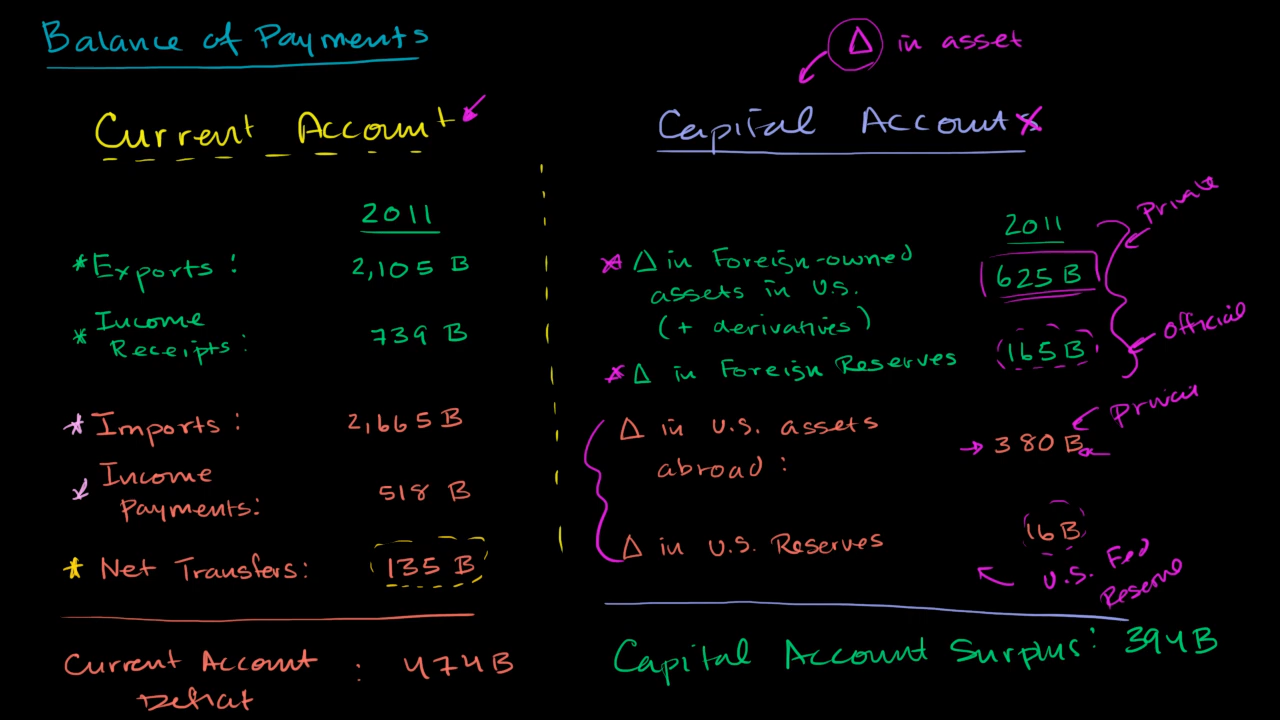 Balance of Payments
Δ in asset
Current Account
Capital Account
2011
* Exports : 2,105 B
* Income
Receipts: 739 B
* Imports : 2,665 B
Income
Payments: 518 B
* Net Transfers: 135 B
Current Account : 474 B
Deficit
2011
Private
* Δ in Foreign-owned
assets in U.S. 625 B
(+ derivatives)
Official
* Δ in Foreign Reserves 165 B
Private
Δ in U.S. assets
abroad : → 380 B
Δ in U.S. Reserves 16 B
U.S. Fed
Reserve
Capital Account Surplus: 394 B